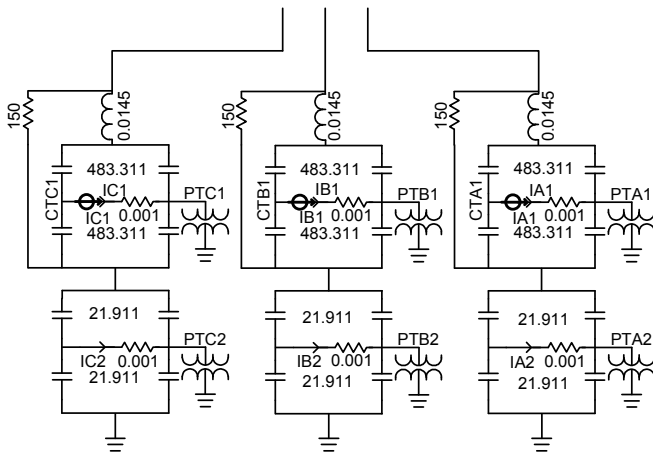 150
0.0145
150
0.0145
150
0.0145
483.311
483.311
483.311
CTC1
IC1
PTC1
CTB1
IB1
PTB1
CTA1
IA1
PTA1
IC1
0.001
IB1
0.001
IA1
0.001
483.311
483.311
483.311
21.911
21.911
21.911
PTC2
PTB2
PTA2
IC2
0.001
IB2
0.001
IA2
0.001
21.911
21.911
21.911